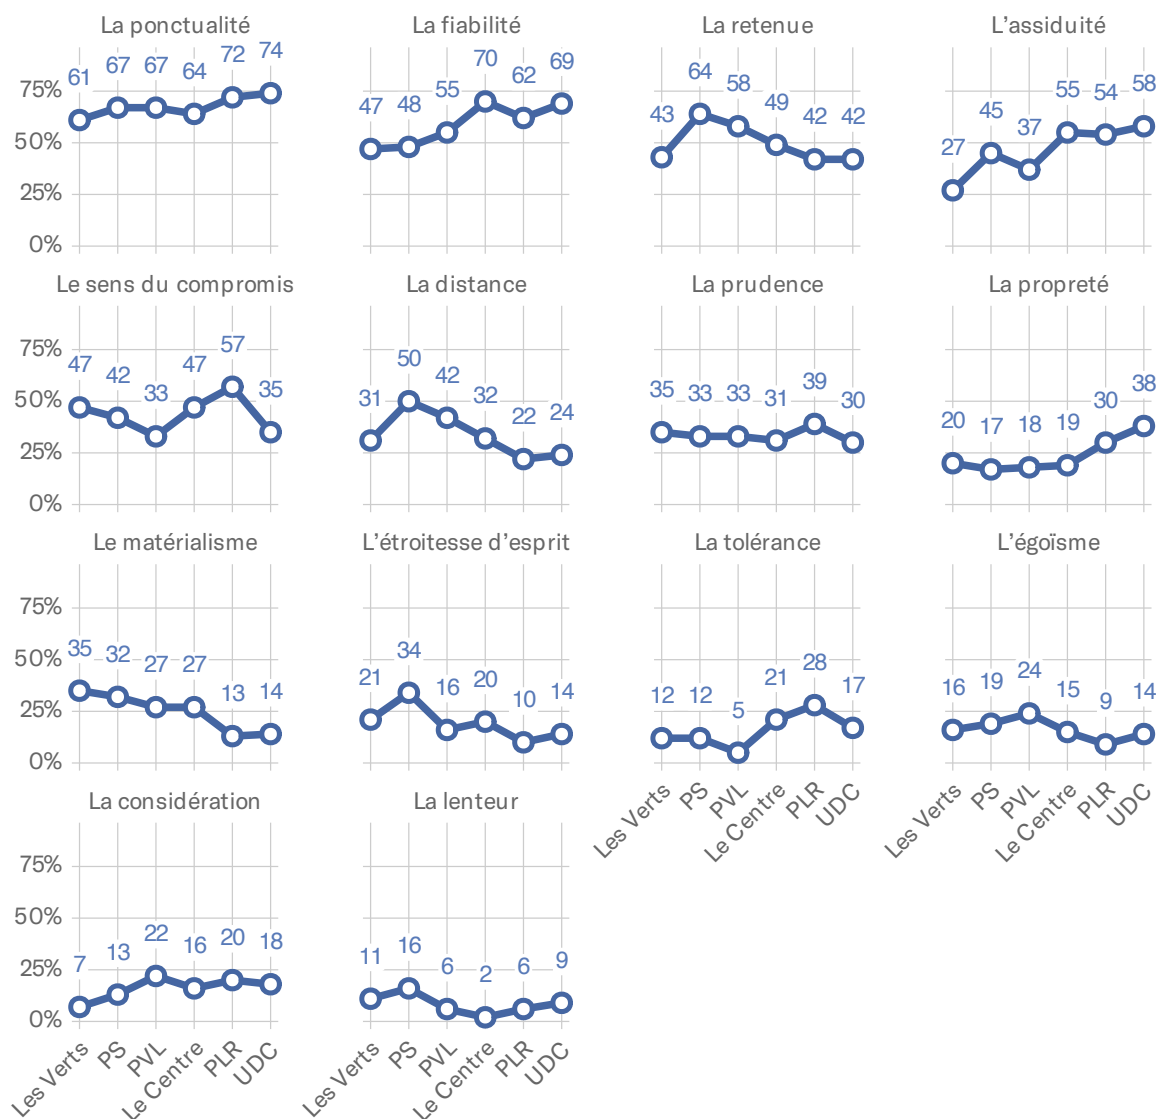 La ponctualité
61 67 67 64 72 74
75%
50%
25%
0%
La fiabilité
47 48 55 70 62 69
La retenue
43 64 58 49 42 42
L’assiduité
27 45 37 55 54 58
Le sens du compromis
47 42 33 47 57 35
75%
50%
25%
0%
La distance
31 50 42 32 22 24
La prudence
35 33 33 31 39 30
La propreté
20 17 18 19 30 38
Le matérialisme
35 32 27 27 13 14
75%
50%
25%
0%
L’étroitesse d’esprit
21 34 16 20 10 14
La tolérance
12 12 5 21 28 17
Les Verts PS PVL Le Centre PLR UDC
L’égoïsme
16 19 24 15 9 14
Les Verts PS PVL Le Centre PLR UDC
La considération
7 13 22 16 20 18
75%
50%
25%
0%
Les Verts PS PVL Le Centre PLR UDC
La lenteur
11 16 6 2 6 9
Les Verts PS PVL Le Centre PLR UDC